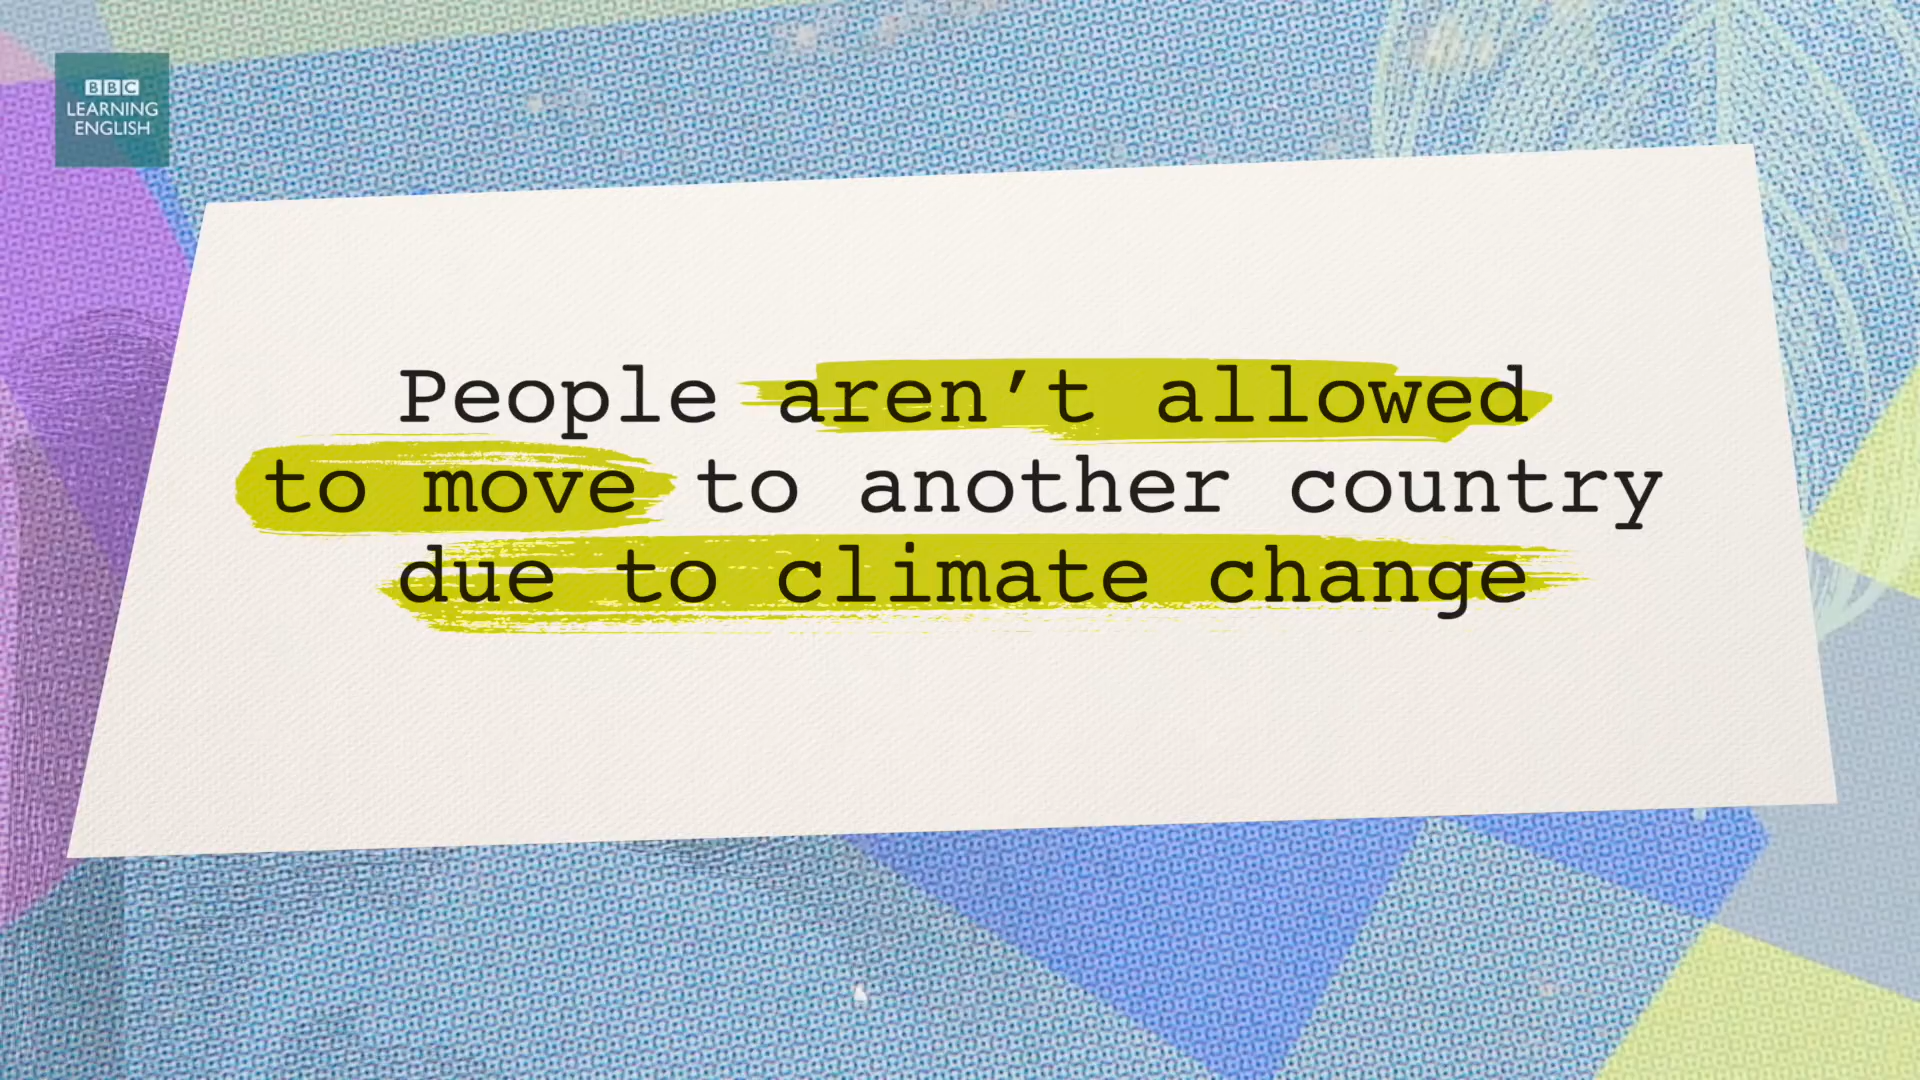 BBC
LEARNING
ENGLISH
People aren’t allowed
to move to another country
due to climate change